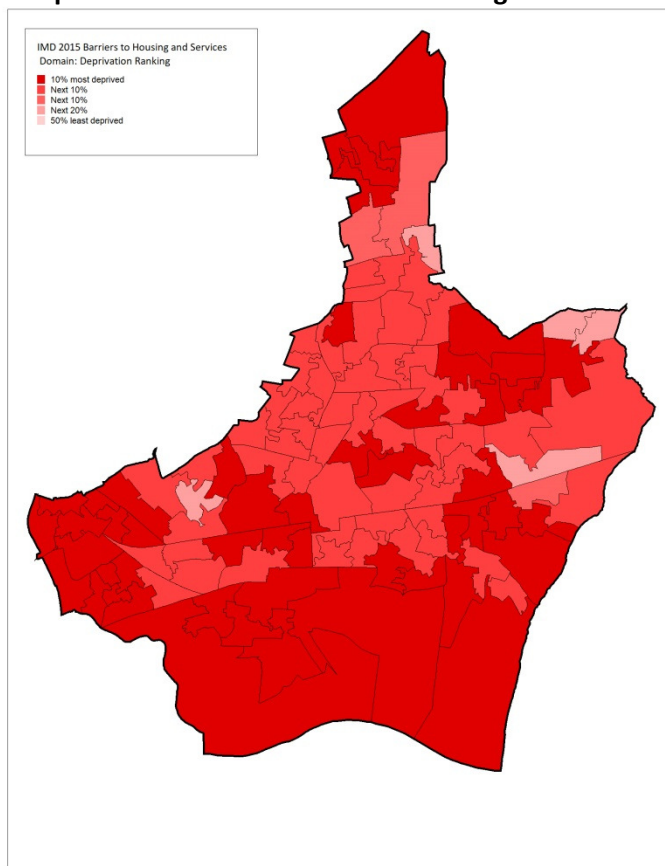 IMD 2015 Barriers to Housing and Services
Domain: Deprivation Ranking
10% most deprived
Next 10%
Next 10%
Next 20%
50% least deprived